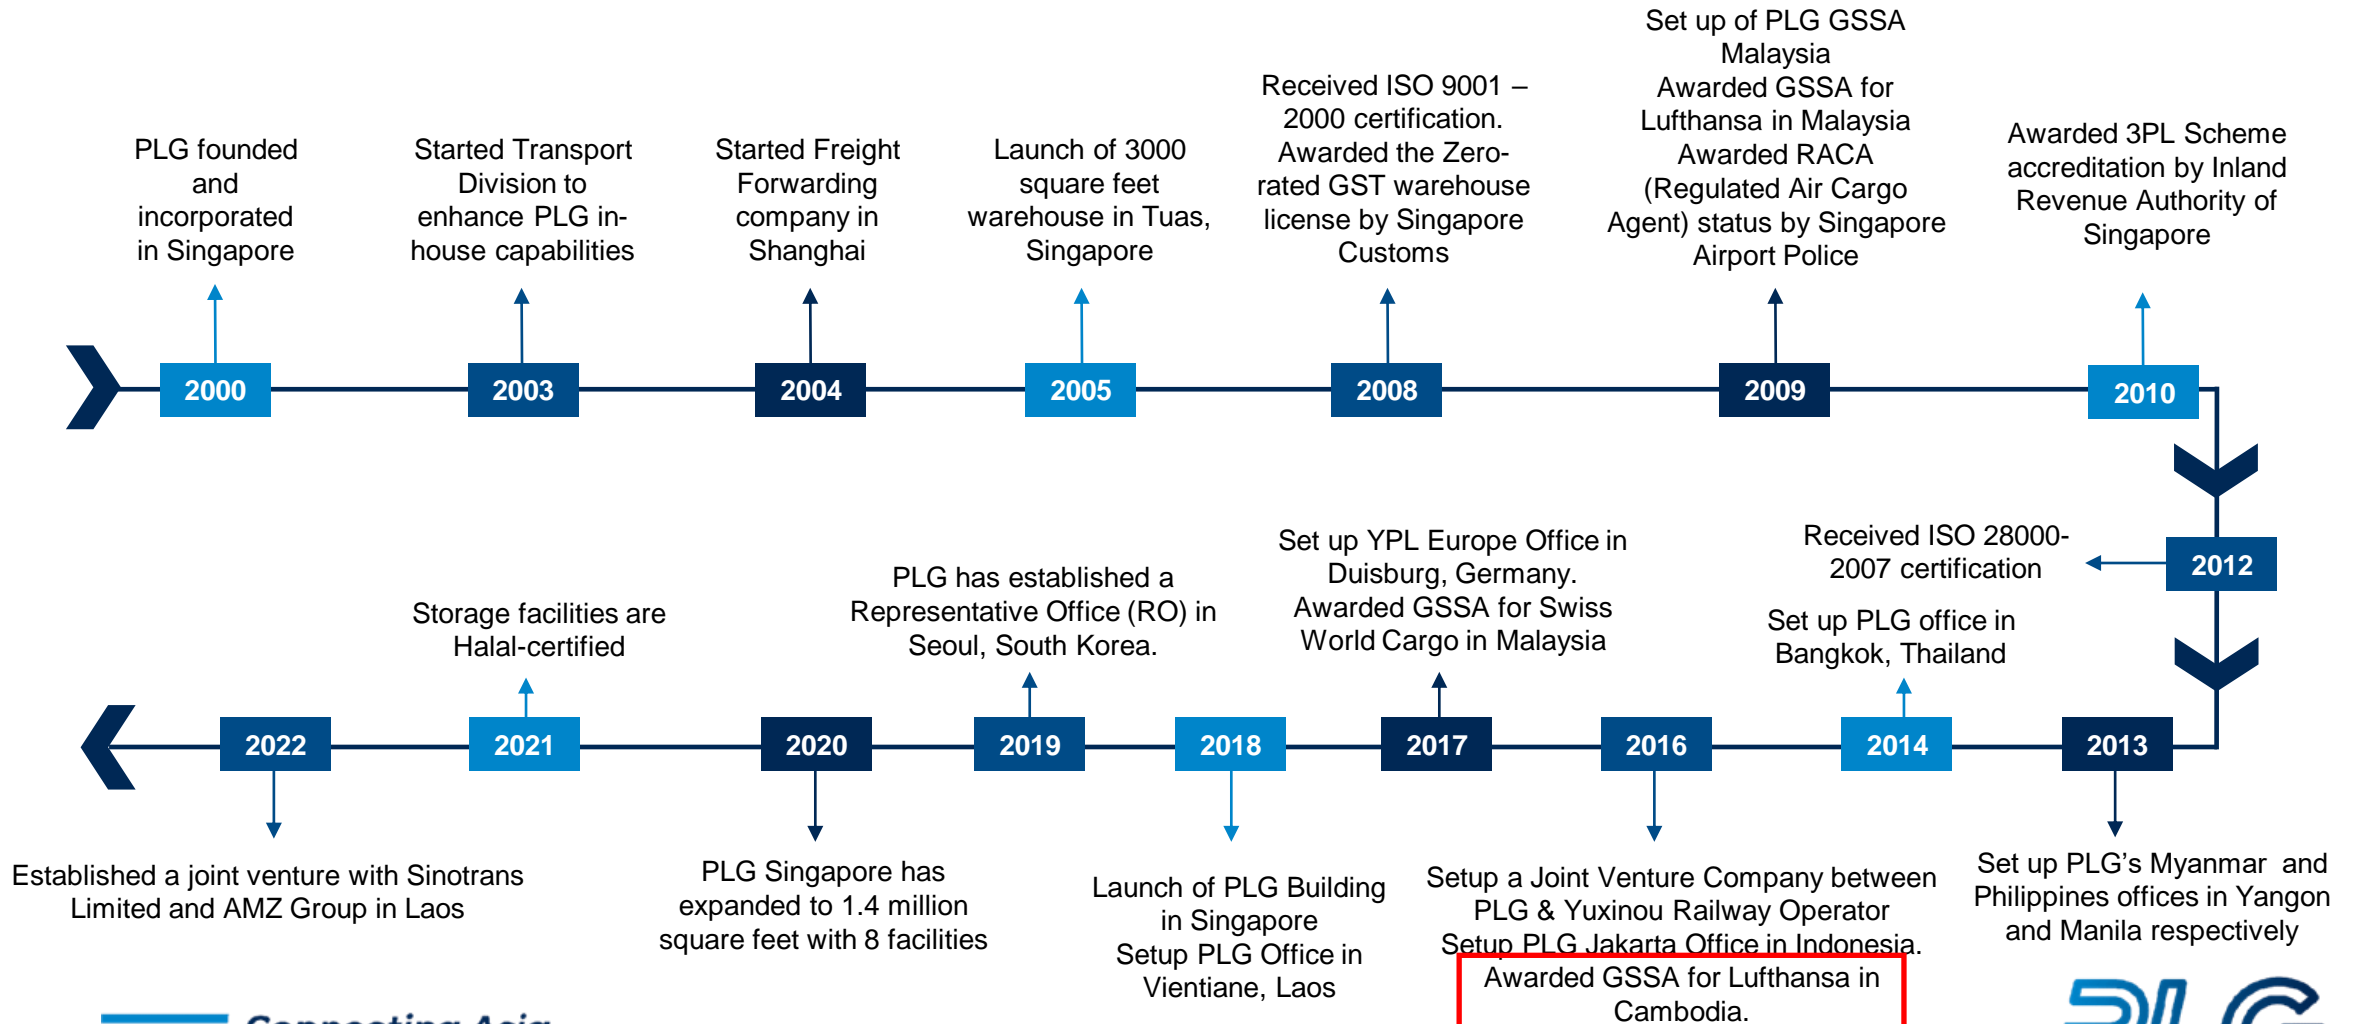 PLG founded
and
incorporated
in Singapore
2000
Started Transport
Division to
enhance PLG in-
house capabilities
2003
Started Freight
Forwarding
company in
Shanghai
2004
Launch of 3000
square feet
warehouse in Tuas,
Singapore
2005
Received ISO 9001 –
2000 certification.
Awarded the Zero-
rated GST warehouse
license by Singapore
Customs
2008
Set up of PLG GSSA
Malaysia
Awarded GSSA for
Lufthansa in Malaysia
Awarded RACA
(Regulated Air Cargo
Agent) status by Singapore
Airport Police
2009
Awarded 3PL Scheme
accreditation by Inland
Revenue Authority of
Singapore
2010
Received ISO 28000-
2007 certification
2012
2013
Set up PLG’s Myanmar and
Philippines offices in Yangon
and Manila respectively
Set up PLG office in
Bangkok, Thailand
2014
2016
Setup a Joint Venture Company between
PLG & Yuxinou Railway Operator
Setup PLG Jakarta Office in Indonesia.
Awarded GSSA for Lufthansa in
Cambodia.
Set up YPL Europe Office in
Duisburg, Germany.
Awarded GSSA for Swiss
World Cargo in Malaysia
2017
2018
Launch of PLG Building
in Singapore
Setup PLG Office in
Vientiane, Laos
PLG has established a
Representative Office (RO) in
Seoul, South Korea.
2019
2020
PLG Singapore has
expanded to 1.4 million
square feet with 8 facilities
Storage facilities are
Halal-certified
2021
2022
Established a joint venture with Sinotrans
Limited and AMZ Group in Laos
Connecting Asia
PLG